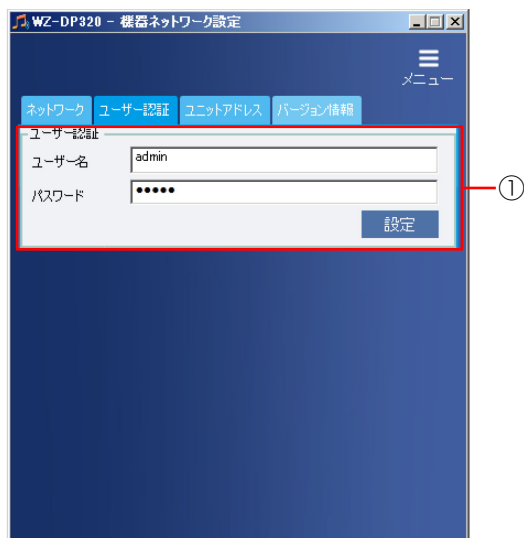 WZ-DP320 - 機器ネットワーク設定
メニュー
ネットワーク ユーザー認証 ユニットアドレス バージョン情報
ユーザー認証
ユーザー名 admin
パスワード •••••
①
設定